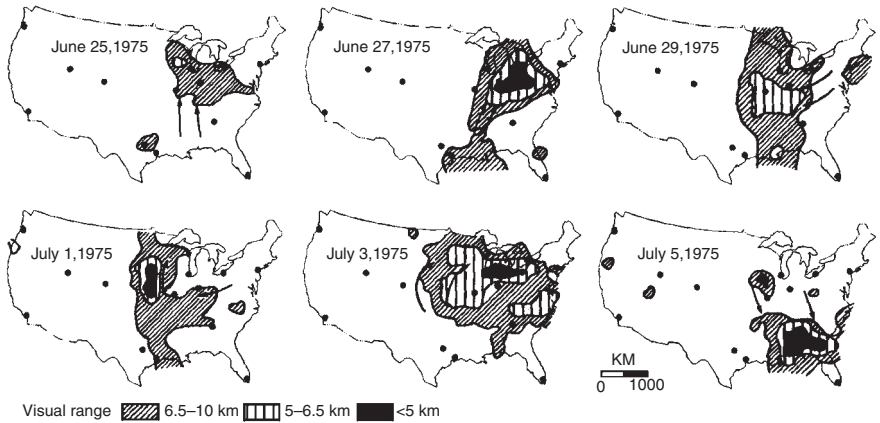 June 25,1975
June 27,1975
June 29,1975
July 1,1975
July 3,1975
July 5,1975
KM
0 1000
Visual range 6.5–10 km 5–6.5 km <5 km